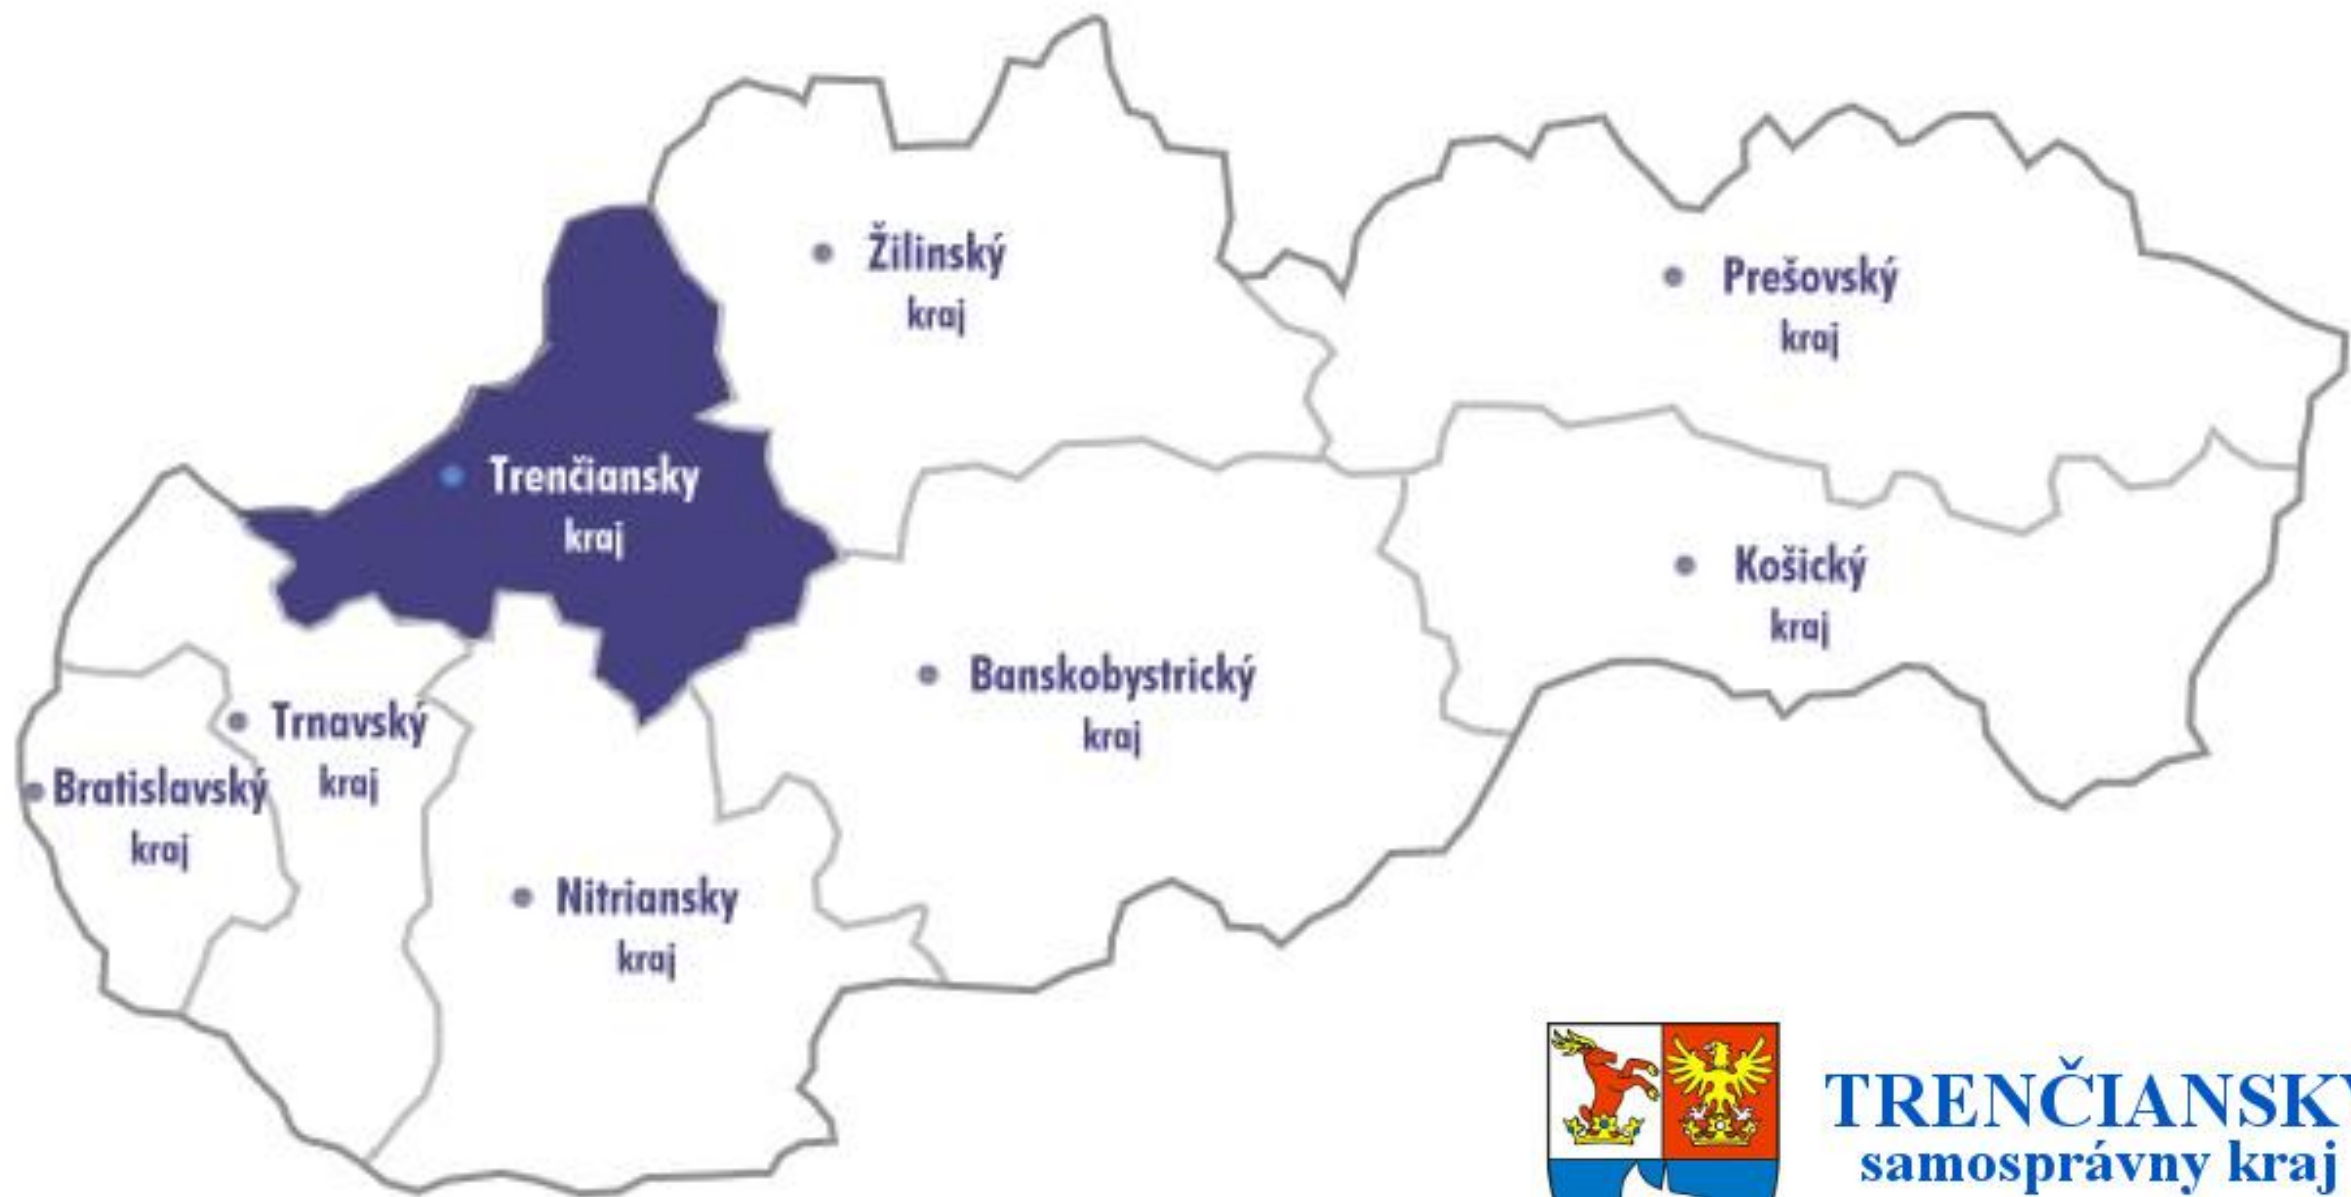 Žilinský
kraj
Prešovský
kraj
Trenčiansky
kraj
Košický
kraj
Banskobystrický
kraj
Trnavský
kraj
Bratislavský
kraj
Nitriansky
kraj
TRENČIANSKY
samosprávny kraj